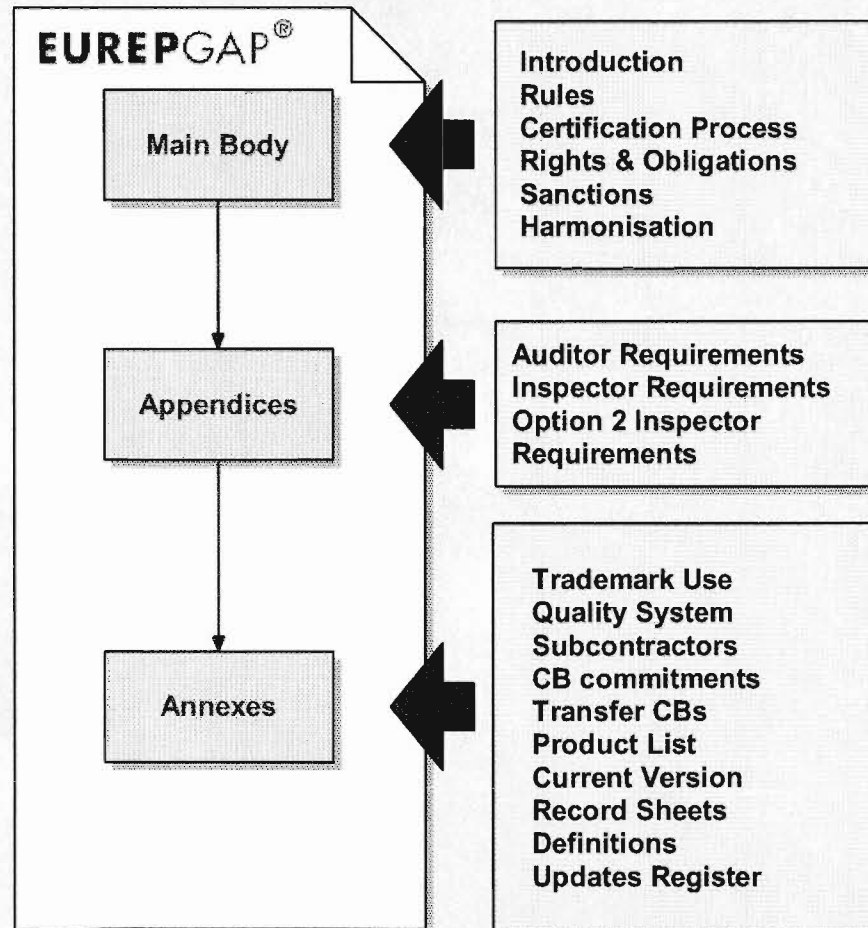 EUREPGAP®
Main Body
Introduction
Rules
Certification Process
Rights & Obligations
Sanctions
Harmonisation
Appendices
Auditor Requirements
Inspector Requirements
Option 2 Inspector
Requirements
Annexes
Trademark Use
Quality System
Subcontractors
CB commitments
Transfer CBs
Product List
Current Version
Record Sheets
Definitions
Updates Register